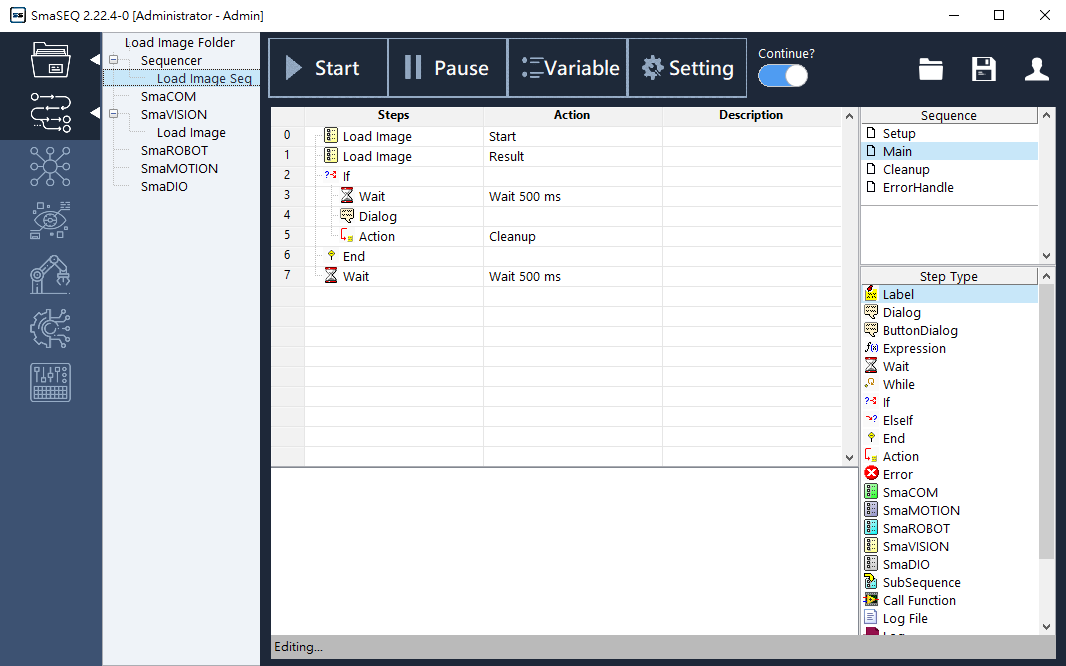 SmaSEQ 2.22.4-0 [Administrator - Admin]
Load Image Folder
Sequencer
Load Image Seq
SmaCOM
SmaVISION
Load Image
SmaROBOT
SmaMOTION
SmaDIO
Start
Pause
Variable
Setting
Continue?
Steps Action Description
0 Load Image Start
1 Load Image Result
2 If
3 Wait Wait 500 ms
4 Dialog
5 Action Cleanup
6 End
7 Wait Wait 500 ms
Editing...
Sequence
Setup
Main
Cleanup
ErrorHandle
Step Type
Label
Dialog
ButtonDialog
Expression
Wait
While
If
ElseIf
End
Action
Error
SmaCOM
SmaMOTION
SmaROBOT
SmaVISION
SmaDIO
SubSequence
Call Function
Log File